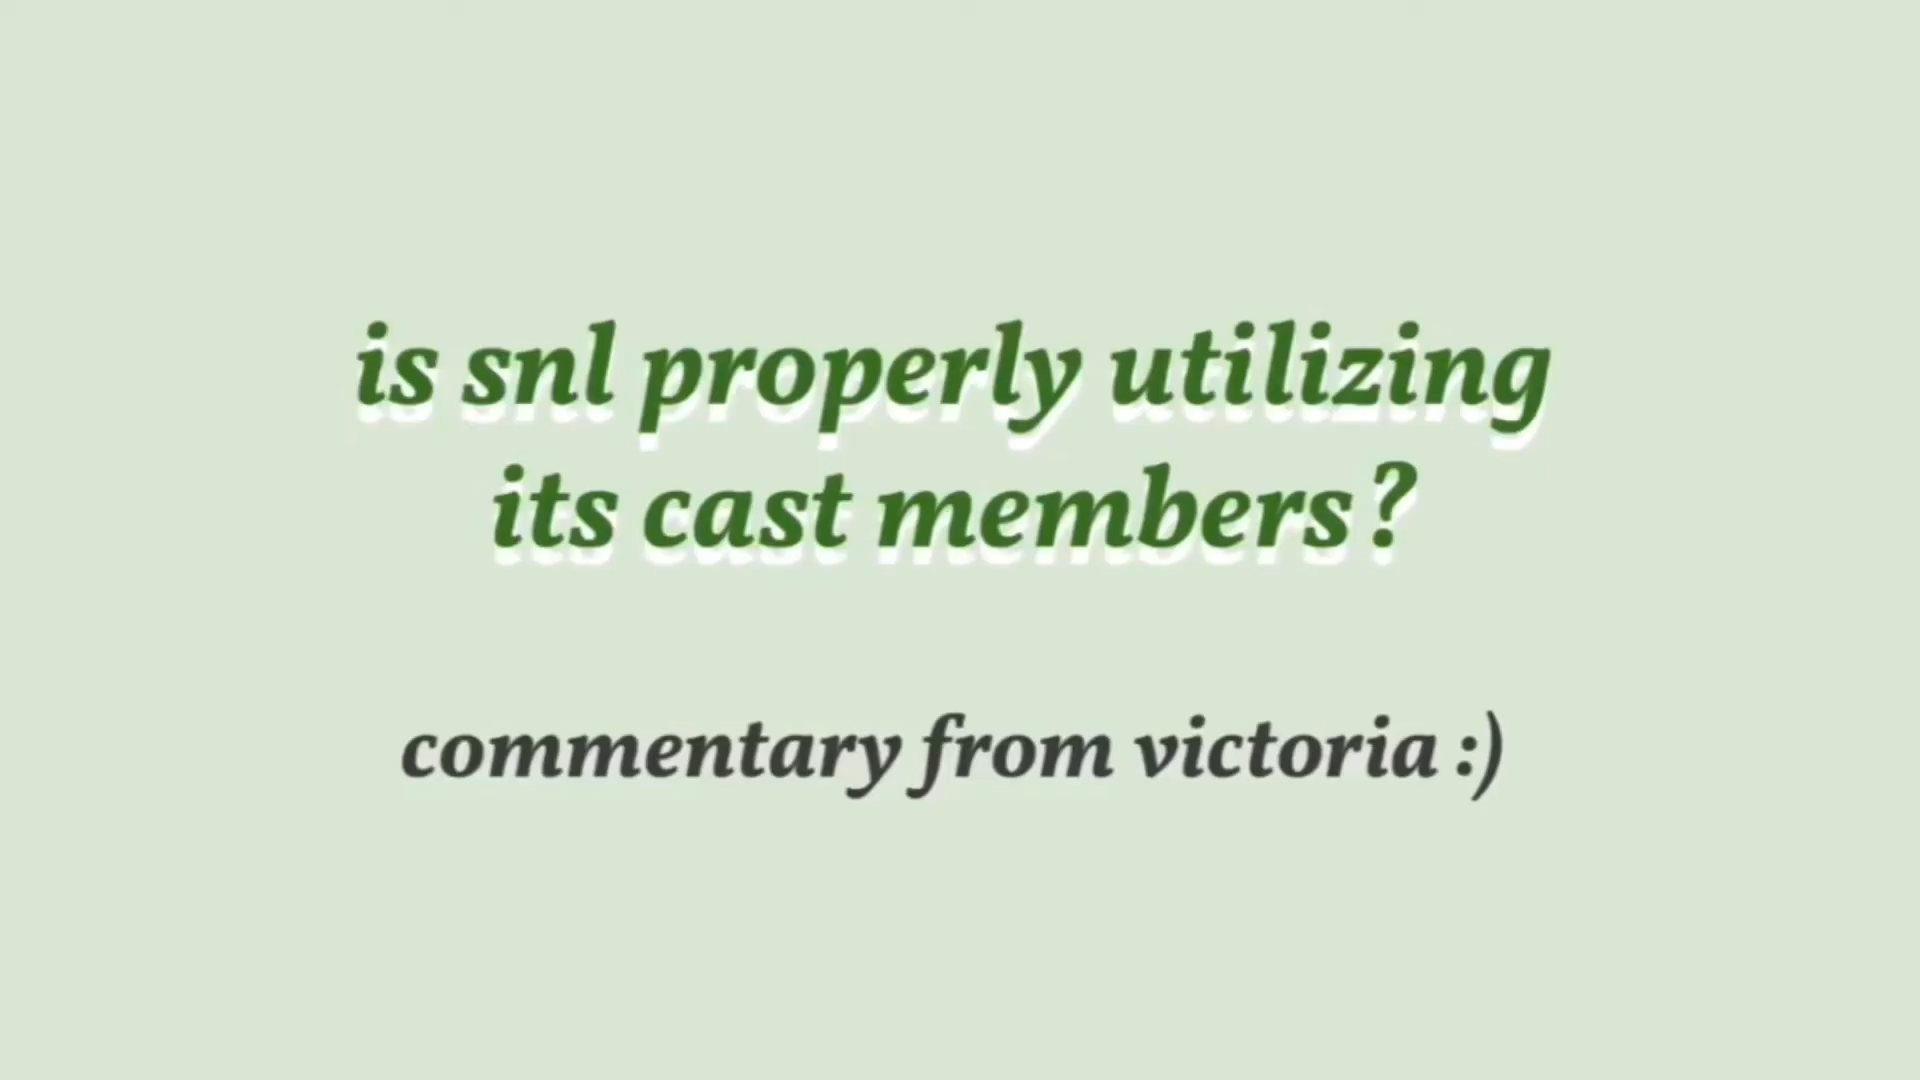 is snl properly utilizing
its cast members?
commentary from victoria :)